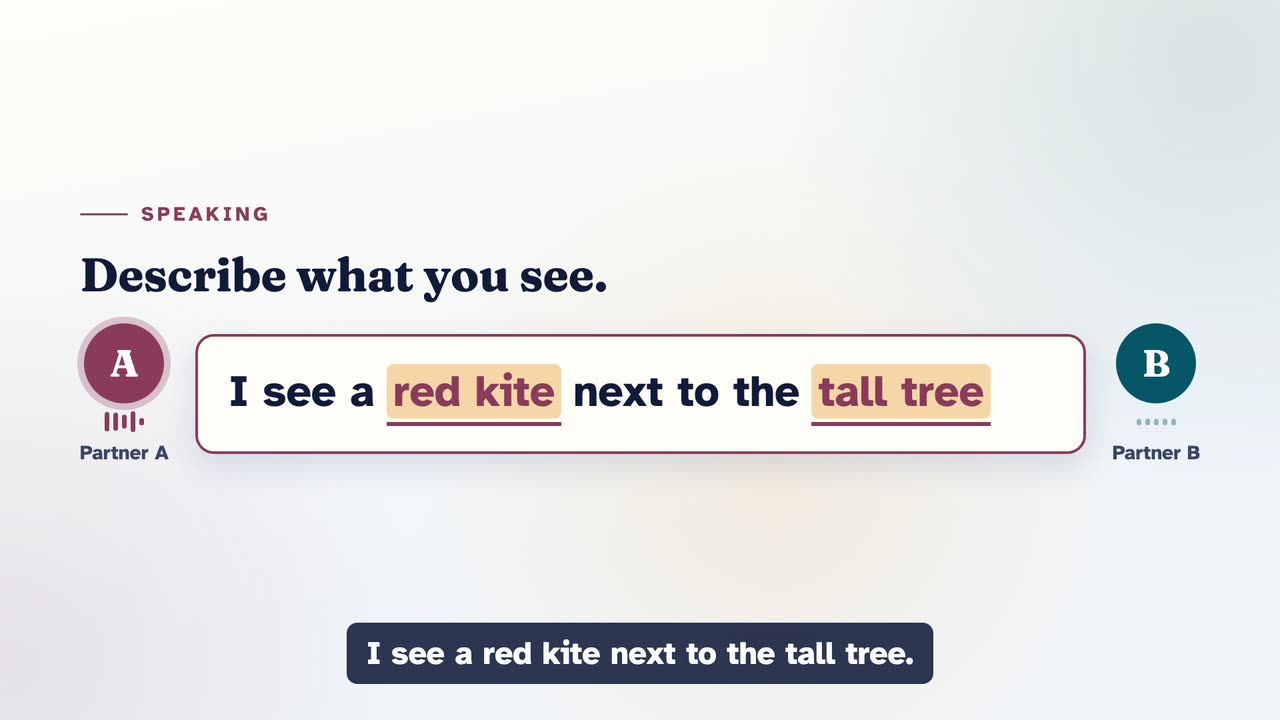 SPEAKING
Describe what you see.
A
I see a red kite next to the tall tree
B
Partner A
Partner B
I see a red kite next to the tall tree.